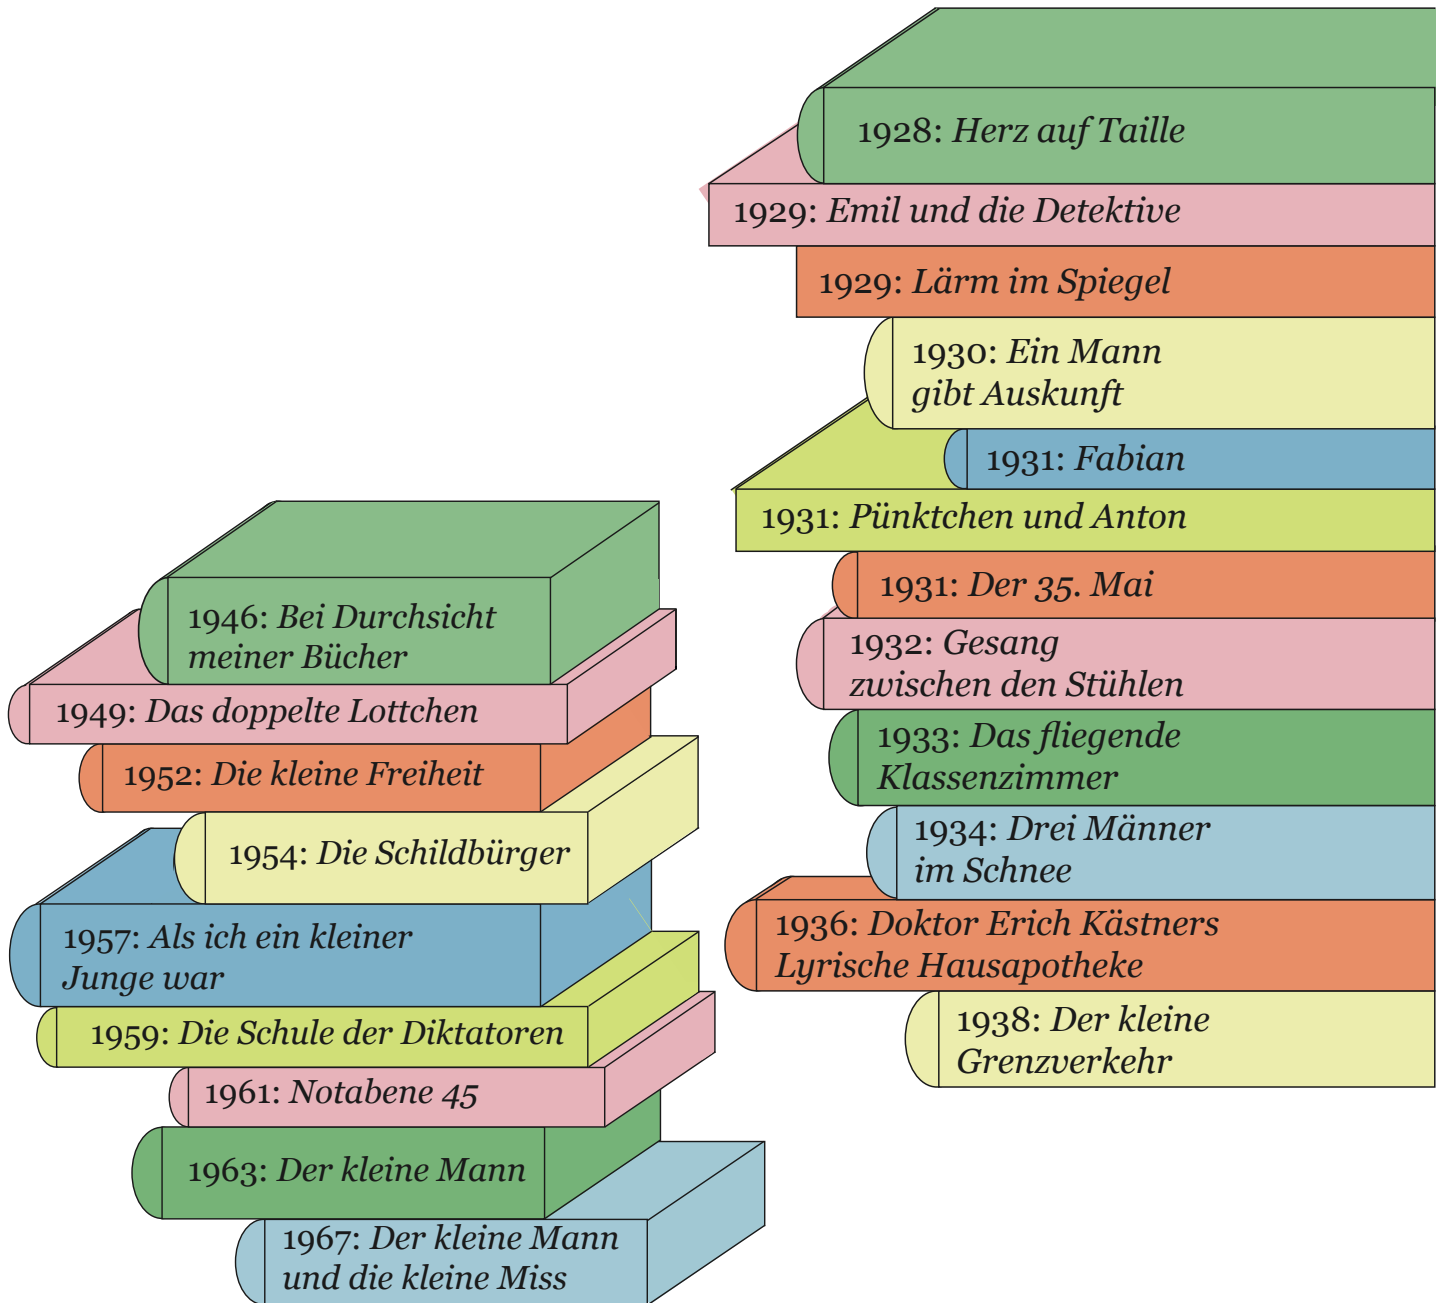 1928: Herz auf Taille
1929: Emil und die Detektive
1929: Lärm im Spiegel
1930: Ein Mann
gibt Auskunft
1931: Fabian
1931: Pünktchen und Anton
1931: Der 35. Mai
1932: Gesang
zwischen den Stühlen
1933: Das fliegende
Klassenzimmer
1934: Drei Männer
im Schnee
1936: Doktor Erich Kästners
Lyrische Hausapotheke
1938: Der kleine
Grenzverkehr
1946: Bei Durchsicht
meiner Bücher
1949: Das doppelte Lottchen
1952: Die kleine Freiheit
1954: Die Schildbürger
1957: Als ich ein kleiner
Junge war
1959: Die Schule der Diktatoren
1961: Notabene 45
1963: Der kleine Mann
1967: Der kleine Mann
und die kleine Miss